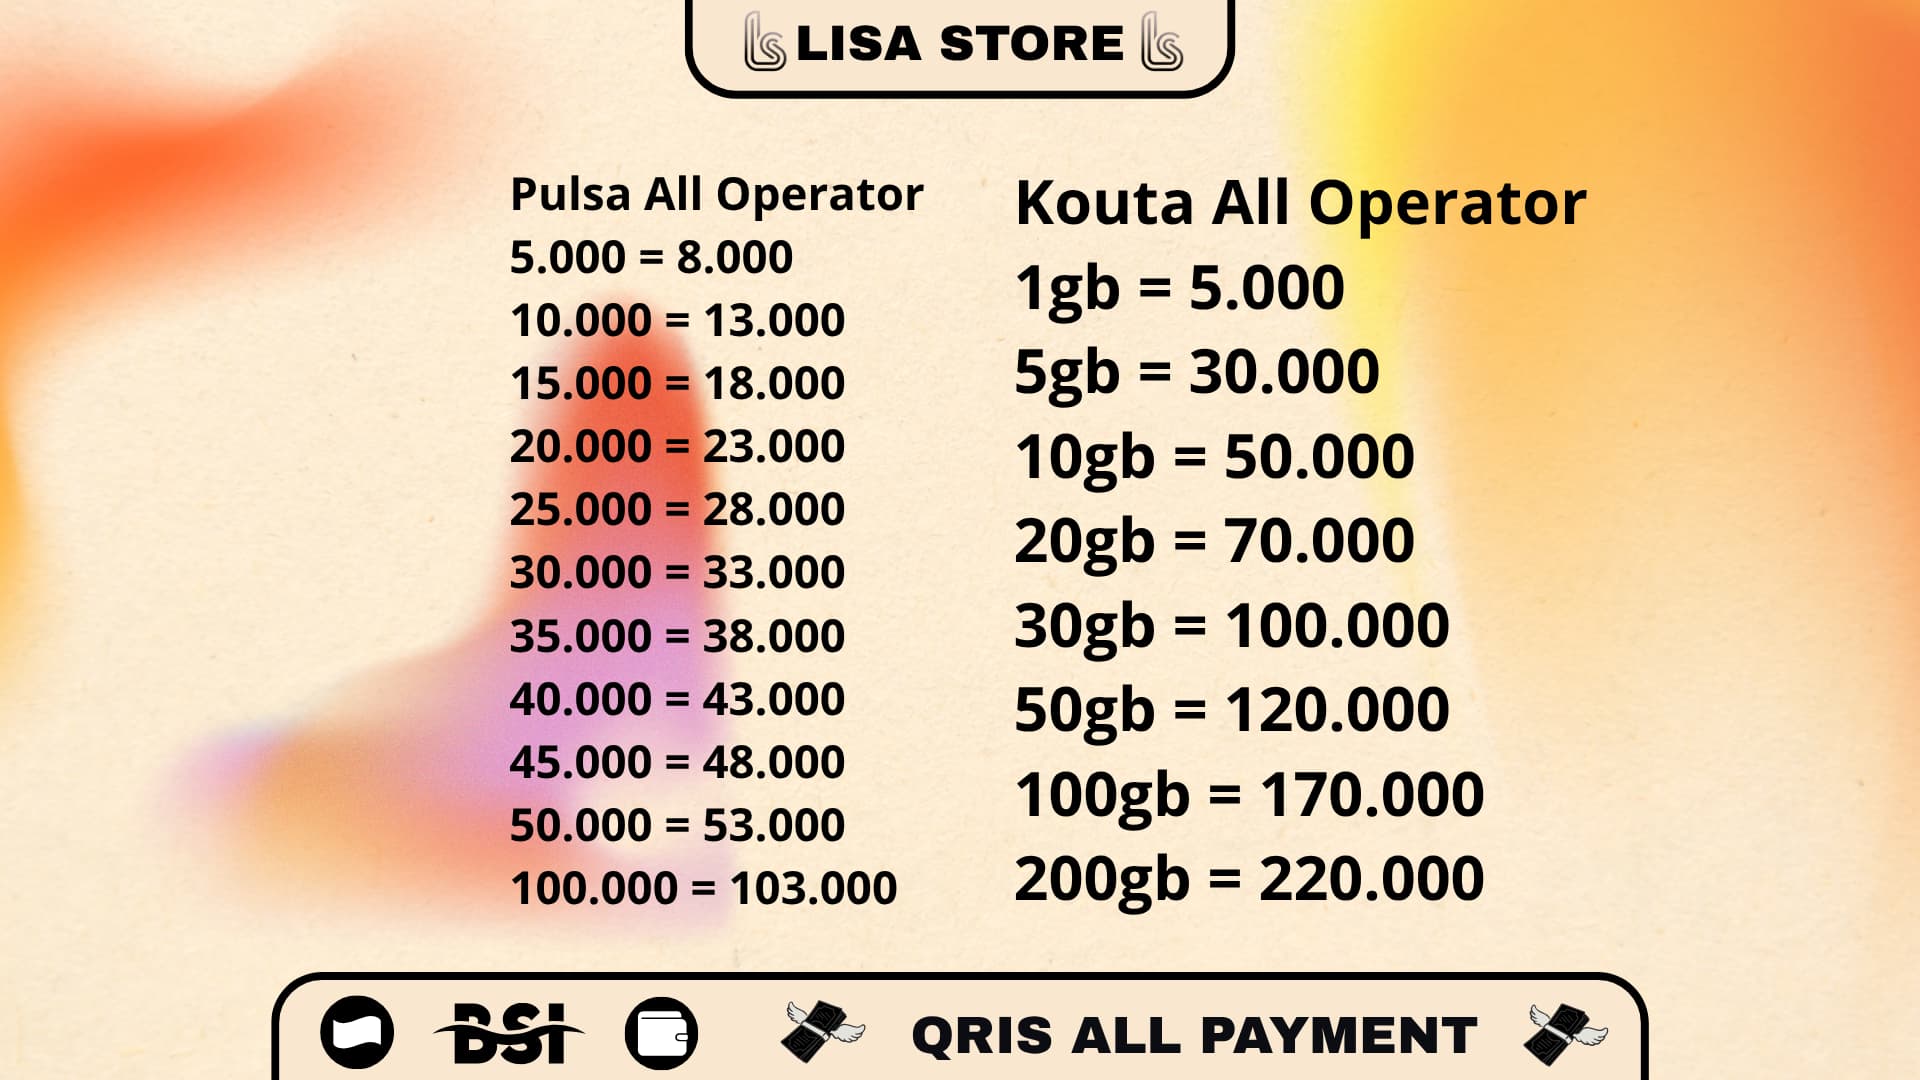 LISA STORE
Pulsa All Operator
5.000 = 8.000
10.000 = 13.000
15.000 = 18.000
20.000 = 23.000
25.000 = 28.000
30.000 = 33.000
35.000 = 38.000
40.000 = 43.000
45.000 = 48.000
50.000 = 53.000
100.000 = 103.000
Kouta All Operator
1gb = 5.000
5gb = 30.000
10gb = 50.000
20gb = 70.000
30gb = 100.000
50gb = 120.000
100gb = 170.000
200gb = 220.000
BSI
QRIS ALL PAYMENT